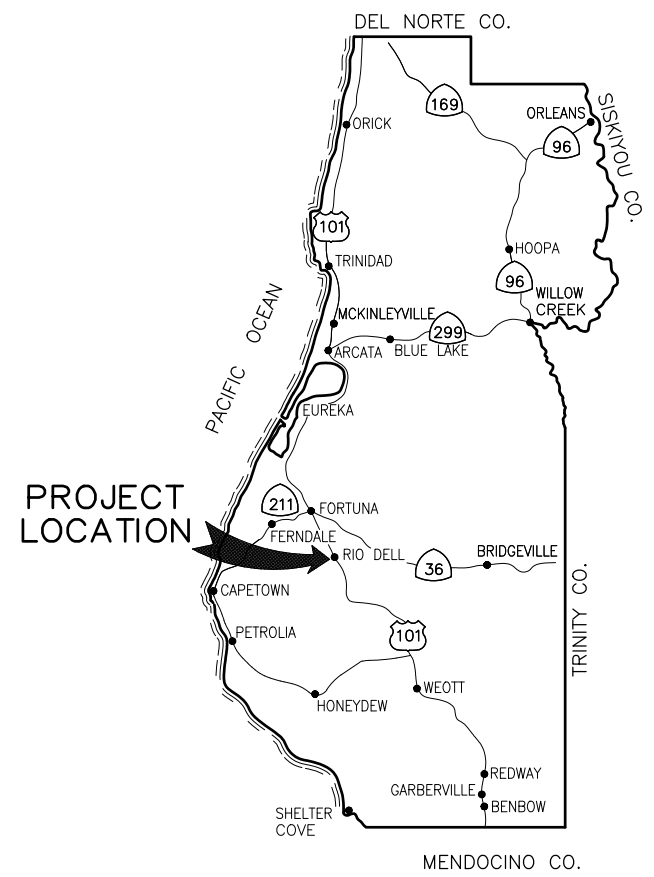 DEL NORTE CO.
169
ORLEANS
SISKIYOU CO.
ORICK
96
101
HOOPA
TRINIDAD
96
WILLOW
CREEK
PACIFIC OCEAN
MCKINLEYVILLE
299
ARCATA
BLUE LAKE
EUREKA
PROJECT
LOCATION
211
FORTUNA
FERNDALE
RIO DELL
BRIDGEVILLE
36
CAPETOWN
TRINITY CO.
PETROLIA
101
WEOTT
HONEYDEW
REDWAY
GARBERVILLE
BENBOW
SHELTER
COVE
MENDOCINO CO.